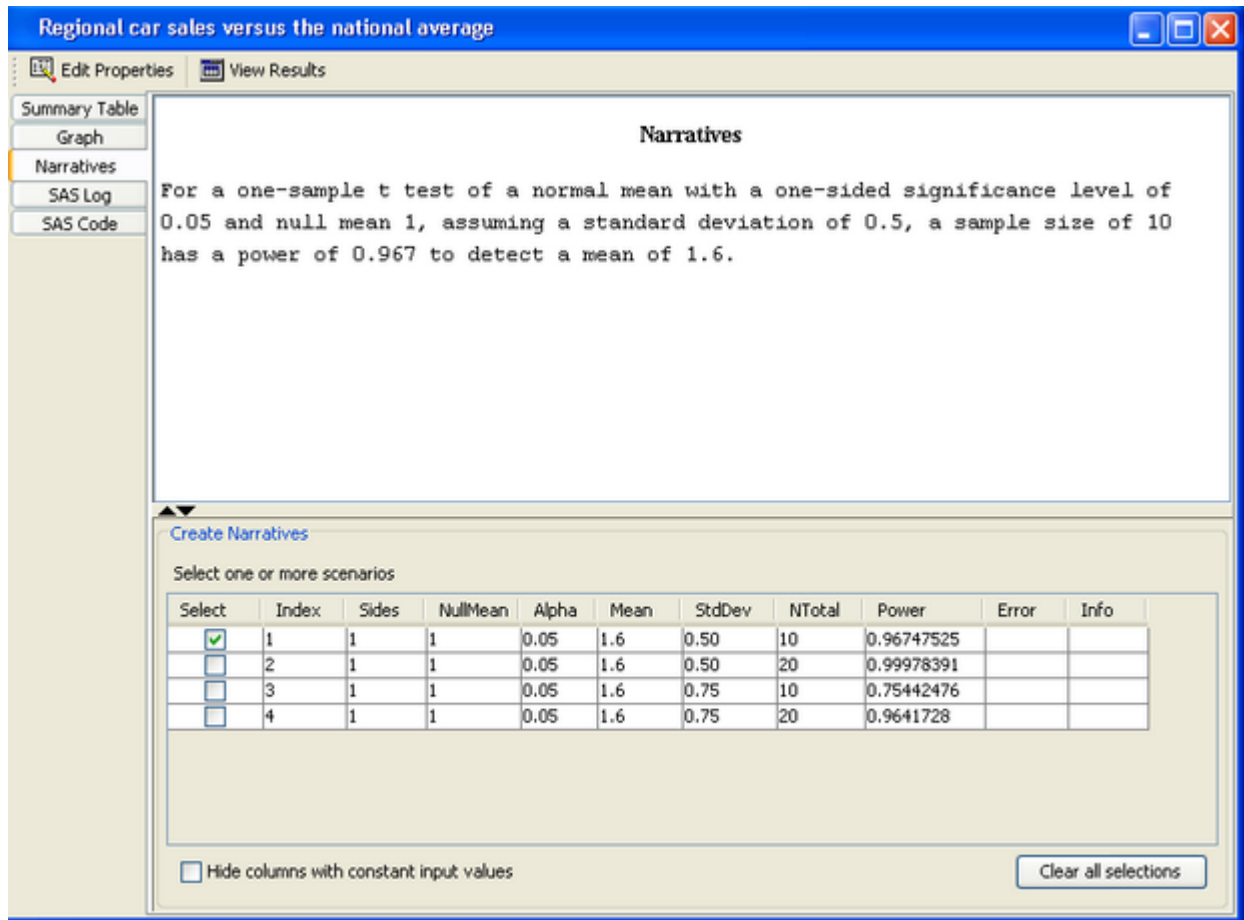 Regional car sales versus the national average
Edit Properties View Results
Summary Table
Graph
Narratives
SAS Log
SAS Code
Narratives
For a one-sample t test of a normal mean with a one-sided significance level of
0.05 and null mean 1, assuming a standard deviation of 0.5, a sample size of 10
has a power of 0.967 to detect a mean of 1.6.
Create Narratives
Select one or more scenarios
Select Index Sides NullMean Alpha Mean StdDev NTotal Power Error Info
1 1 1 0.05 1.6 0.50 10 0.96747525
2 1 1 0.05 1.6 0.50 20 0.99978391
3 1 1 0.05 1.6 0.75 10 0.75442476
4 1 1 0.05 1.6 0.75 20 0.9641728
Hide columns with constant input values Clear all selections